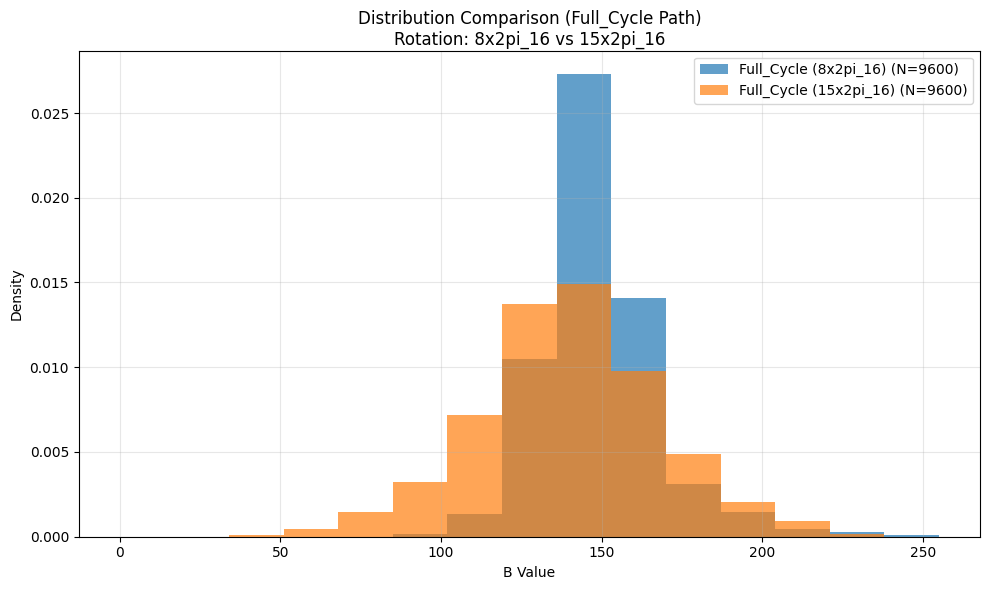 Distribution Comparison (Full_Cycle Path)
Rotation: 8x2pi_16 vs 15x2pi_16
Full_Cycle (8x2pi_16) (N=9600)
Full_Cycle (15x2pi_16) (N=9600)
Density
0.025
0.020
0.015
0.010
0.005
0.000
0 50 100 150 200 250
B Value